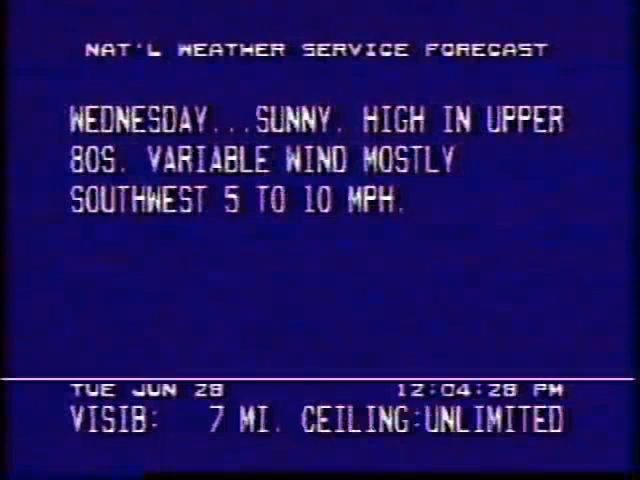 NAT'L WEATHER SERVICE FORECAST
WEDNESDAY...SUNNY. HIGH IN UPPER
80S. VARIABLE WIND MOSTLY
SOUTHWEST 5 TO 10 MPH.
TUE JUN 28 12:04:28 PM
VISIB: 7 MI. CEILING:UNLIMITED